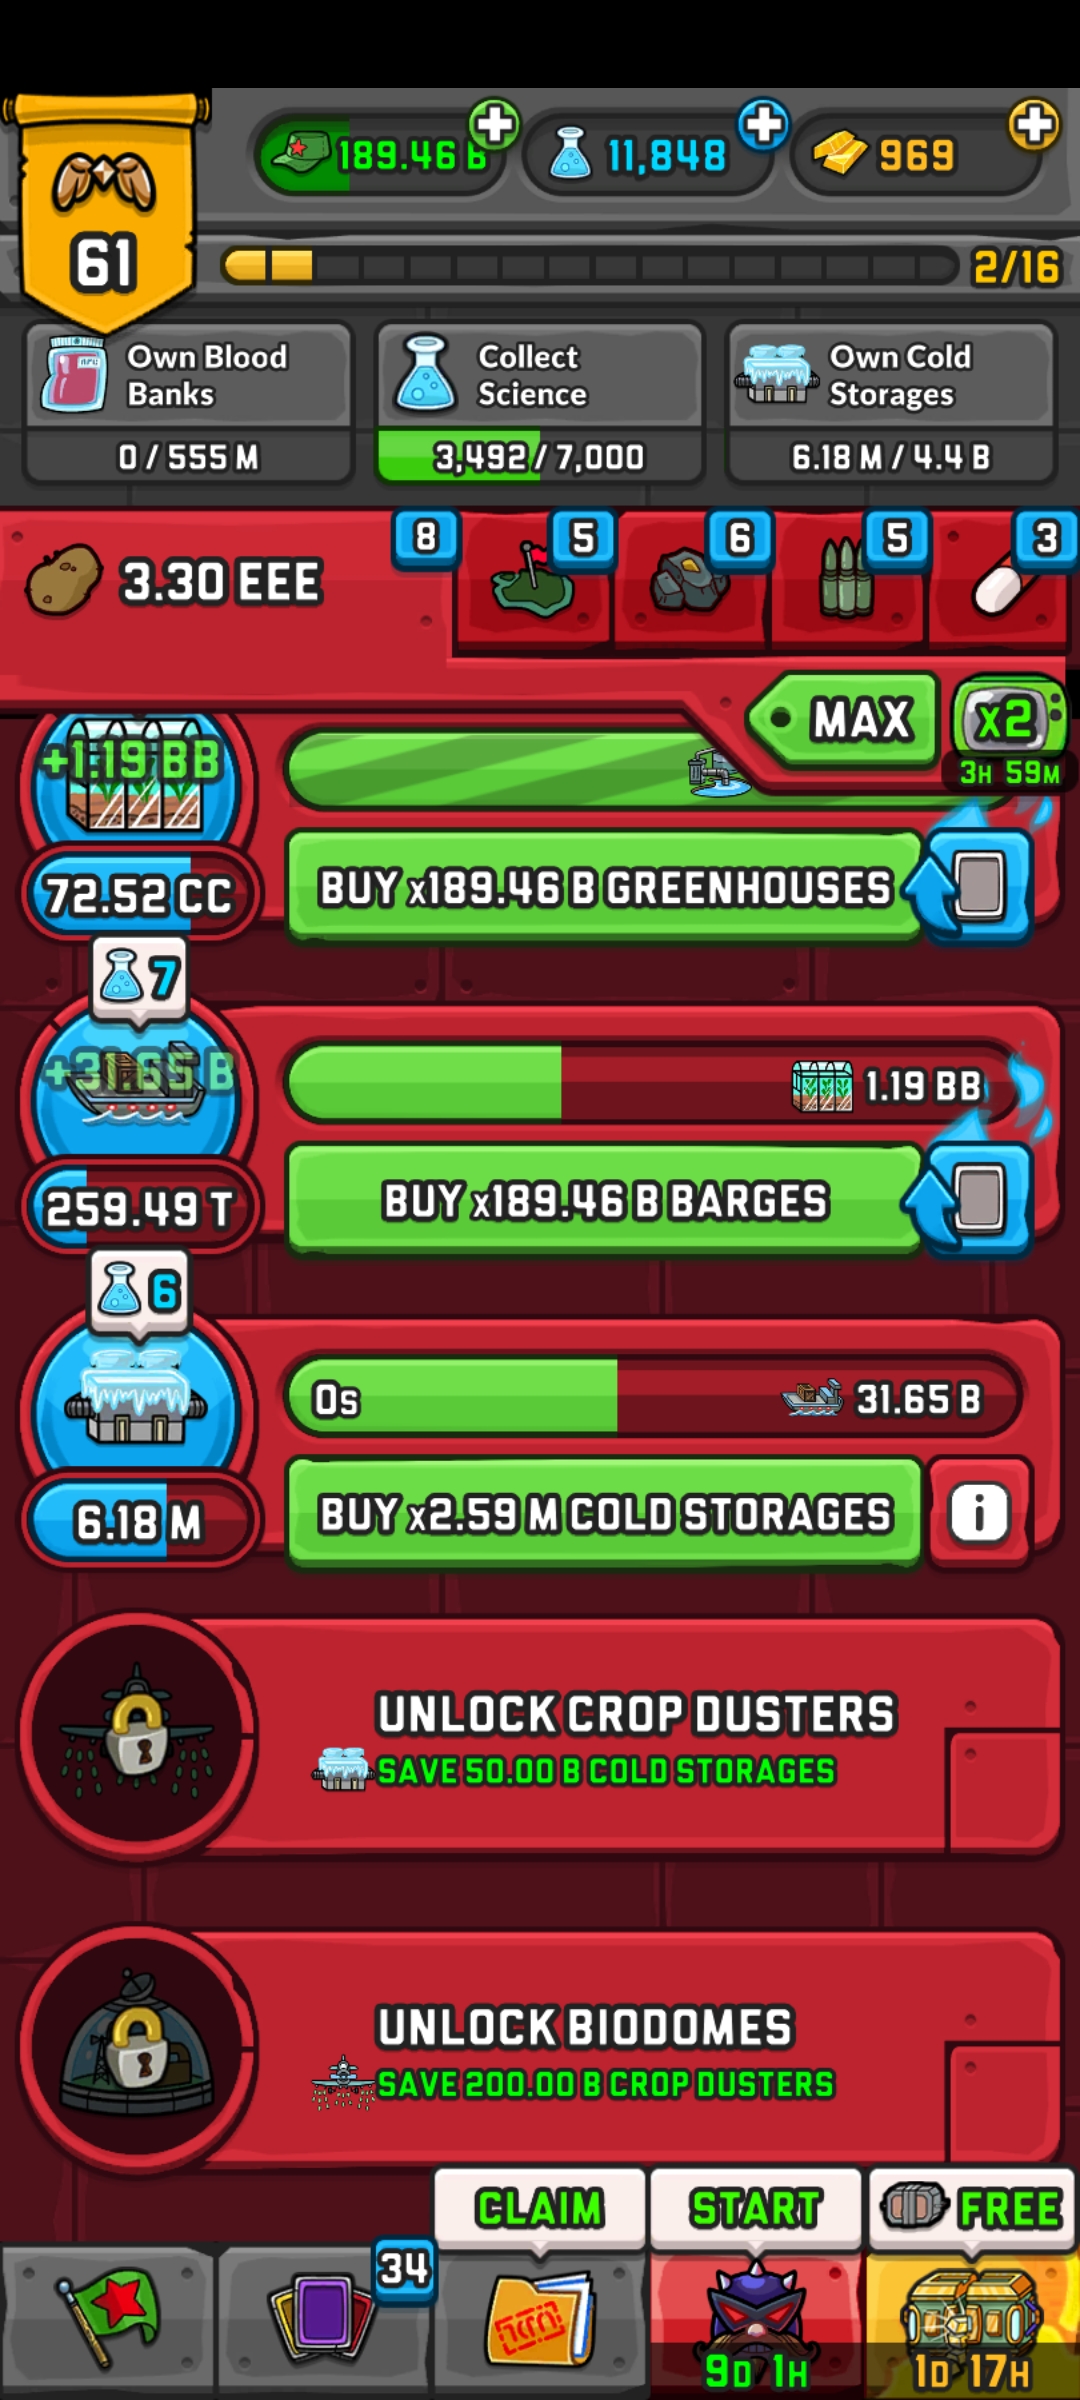 189.46 B
11,848
969
61
2/16
Own Blood
Banks
0 / 555 M
Collect
Science
3,492 / 7,000
Own Cold
Storages
6.18 M / 4.4 B
3.30 EEE
8
5
6
5
3
MAX
x2
3H 59M
+1.19 BB
72.52 CC
BUY x189.46 B GREENHOUSES
7
+31.65 B
1.19 BB
259.49 T
BUY x189.46 B BARGES
6
0s
31.65 B
6.18 M
BUY x2.59 M COLD STORAGES
i
UNLOCK CROP DUSTERS
SAVE 50.00 B COLD STORAGES
UNLOCK BIODOMES
SAVE 200.00 B CROP DUSTERS
CLAIM
START
FREE
34
9D 1H
1D 17H